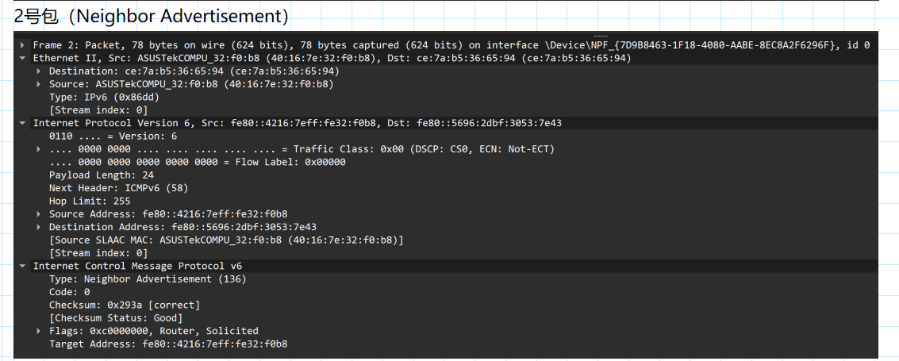 2号包（Neighbor Advertisement）
Frame 2: Packet, 78 bytes on wire (624 bits), 78 bytes captured (624 bits) on interface \Device\NPF_{7D9B8463-1F18-4080-AABE-8EC8A2F6296F}, id 0
Ethernet II, Src: ASUSTekCOMPU_32:f0:b8 (40:16:7e:32:f0:b8), Dst: ce:7a:b5:36:65:94 (ce:7a:b5:36:65:94)
Destination: ce:7a:b5:36:65:94 (ce:7a:b5:36:65:94)
Source: ASUSTekCOMPU_32:f0:b8 (40:16:7e:32:f0:b8)
Type: IPv6 (0x86dd)
[Stream index: 0]
Internet Protocol Version 6, Src: fe80::4216:7eff:fe32:f0b8, Dst: fe80::5696:2dbf:3053:7e43
0110 .... = Version: 6
.... 0000 0000 .... .... .... .... .... = Traffic Class: 0x00 (DSCP: CS0, ECN: Not-ECT)
.... 0000 0000 0000 0000 0000 = Flow Label: 0x00000
Payload Length: 24
Next Header: ICMPv6 (58)
Hop Limit: 255
Source Address: fe80::4216:7eff:fe32:f0b8
Destination Address: fe80::5696:2dbf:3053:7e43
[Source SLAAC MAC: ASUSTekCOMPU_32:f0:b8 (40:16:7e:32:f0:b8)]
[Stream index: 0]
Internet Control Message Protocol v6
Type: Neighbor Advertisement (136)
Code: 0
Checksum: 0x293a [correct]
[Checksum Status: Good]
Flags: 0xc0000000, Router, Solicited
Target Address: fe80::4216:7eff:fe32:f0b8